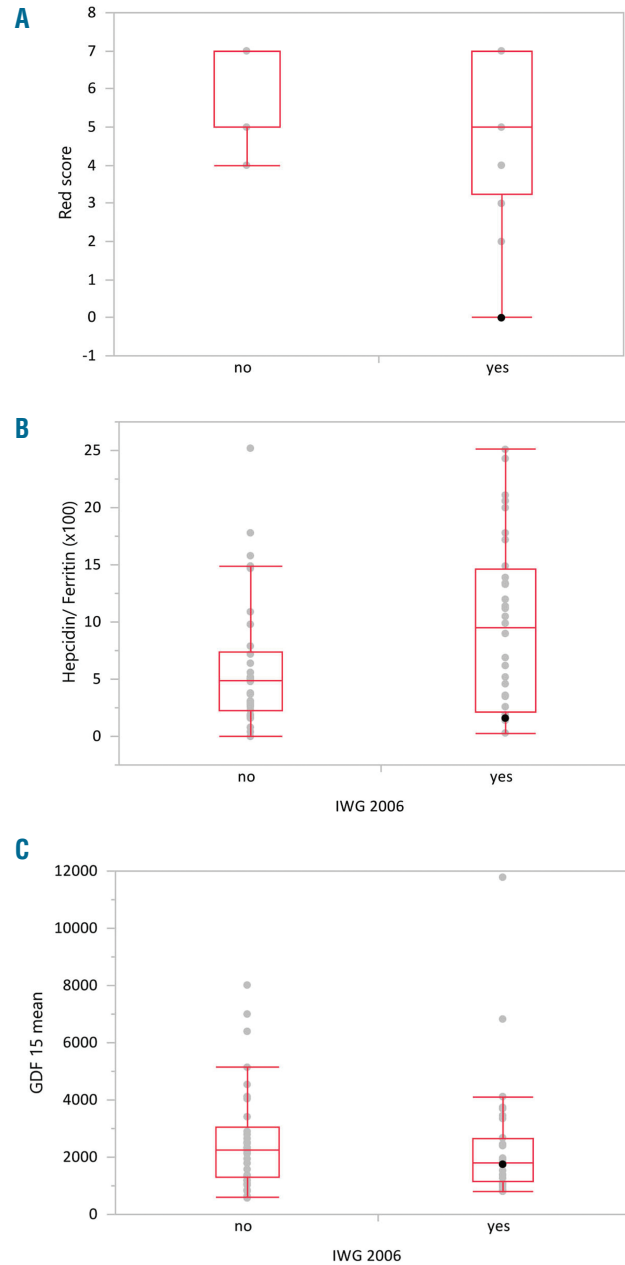 A
8
7
6
5
4
3
2
1
0
-1
Red score
no yes
B
25
20
15
10
5
0
Hepcidin/ Ferritin (x100)
no yes
IWG 2006
C
12000
10000
8000
6000
4000
2000
0
GDF 15 mean
no yes
IWG 2006